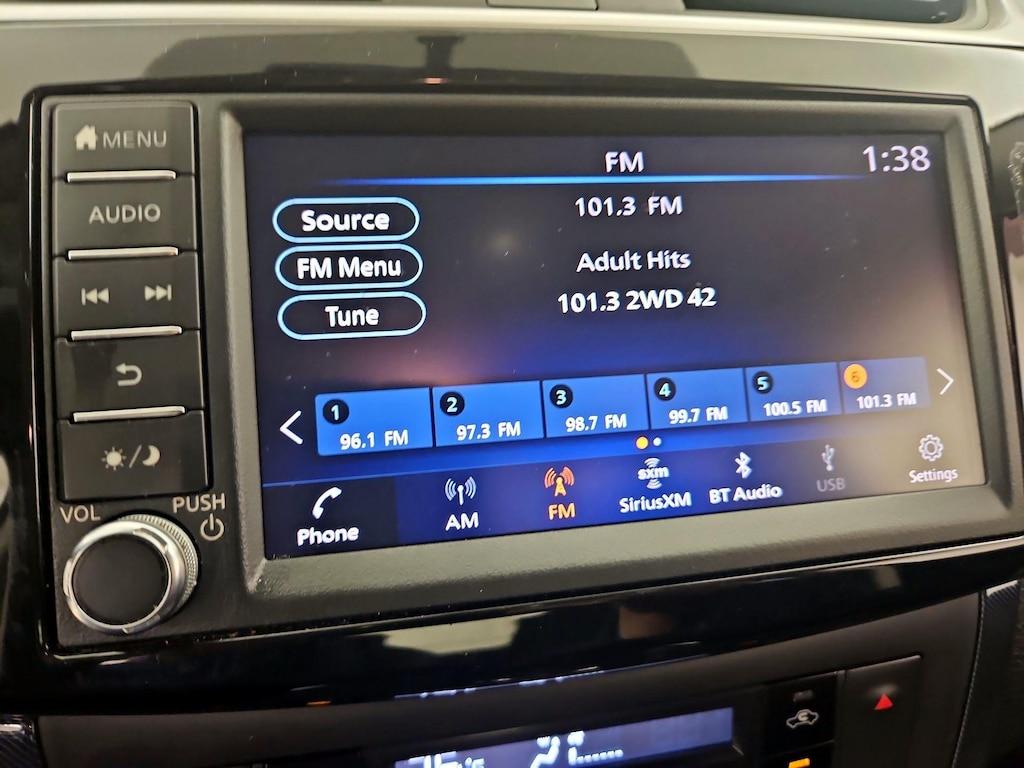 MENU
AUDIO
VOL
PUSH
FM
1:38
Source
FM Menu
Tune
101.3 FM
Adult Hits
101.3 2WD 42
1 96.1 FM
2 97.3 FM
3 98.7 FM
4 99.7 FM
5 100.5 FM
6 101.3 FM
Phone
AM
FM
sxm
SiriusXM
BT Audio
USB
Settings